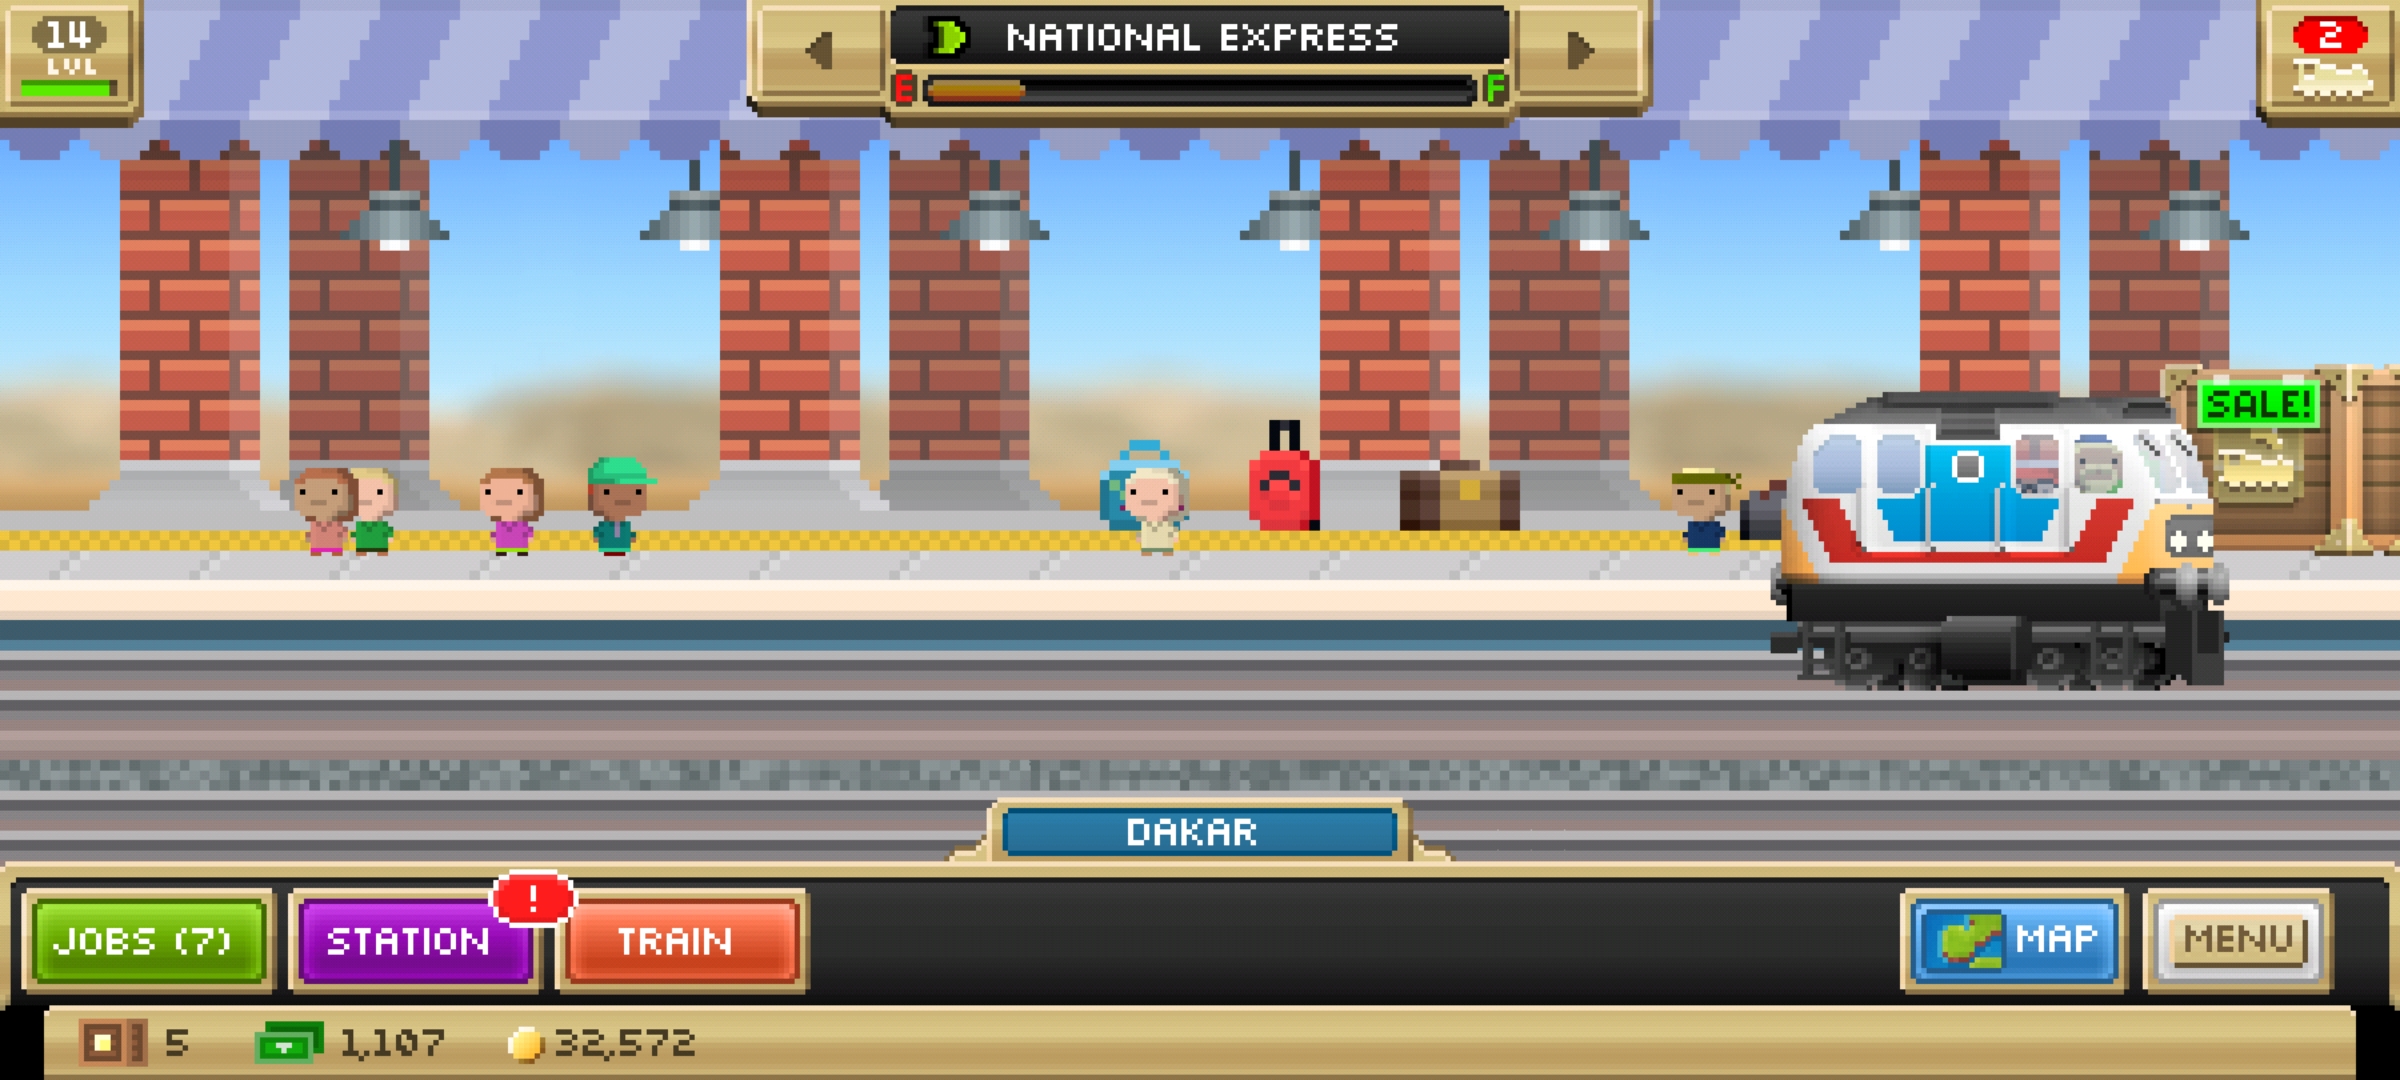 14
LVL
NATIONAL EXPRESS
E F
2
SALE!
DAKAR
JOBS (7)
STATION
!
TRAIN
MAP
MENU
5
1,107
32,572